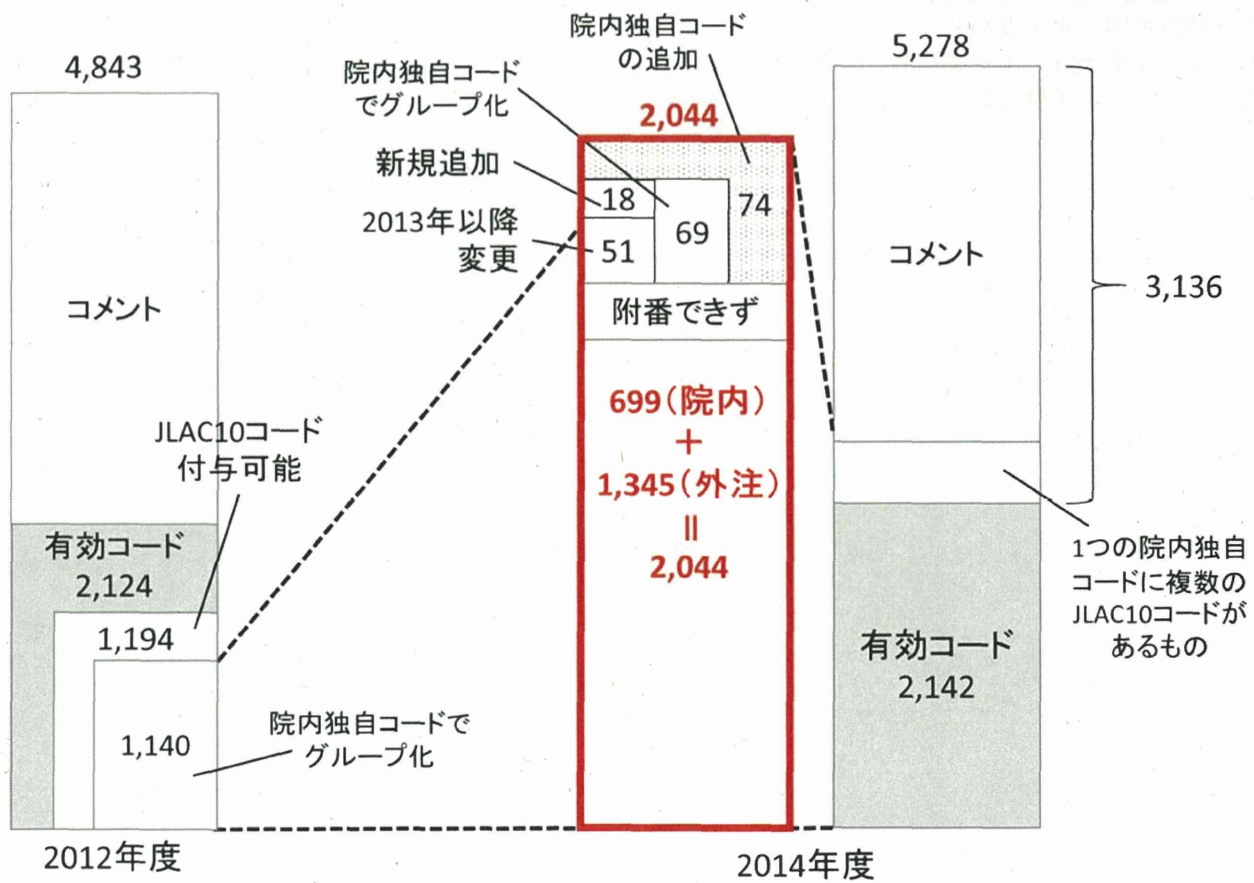 4,843
コメント
JLAC10コード
付与可能
有効コード
2,124
1,194
1,140
院内独自コードで
グループ化
2012年度
院内独自コード
の追加
院内独自コード
でグループ化
2,044
新規追加
18
74
69
2013年以降
変更
51
附番できず
699(院内)
+
1,345(外注)
=
2,044
2014年度
5,278
コメント
3,136
1つの院内独自
コードに複数の
JLAC10コードが
あるもの
有効コード
2,142